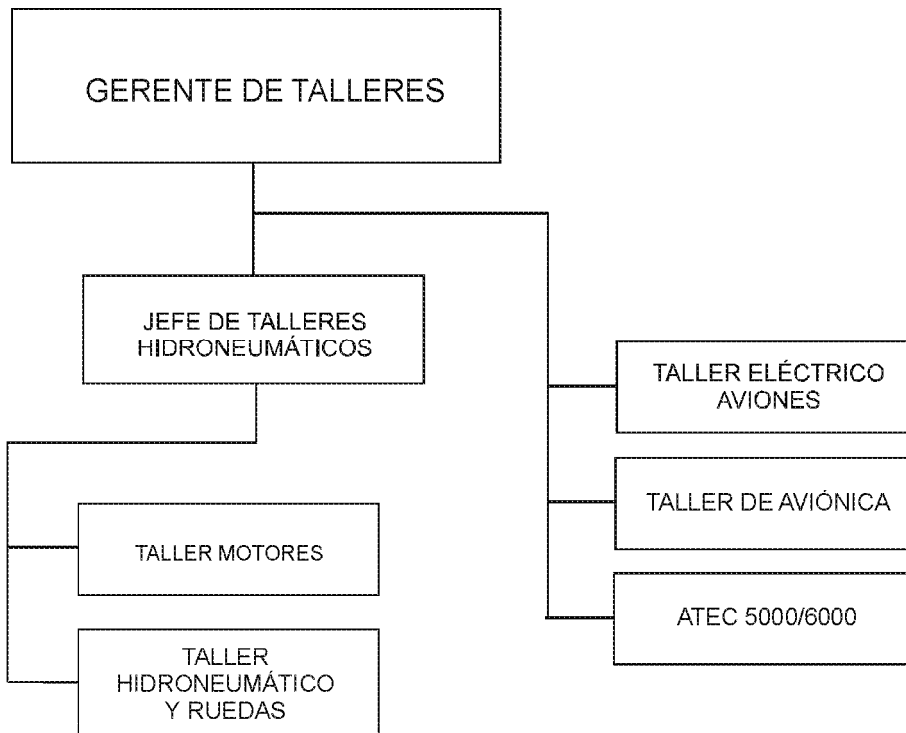 GERENTE DE TALLERES
JEFE DE TALLERES
HIDRONEUMÁTICOS
TALLER ELÉCTRICO
AVIONES
TALLER DE AVIÓNICA
TALLER MOTORES
ATEC 5000/6000
TALLER
HIDRONEUMÁTICO
Y RUEDAS